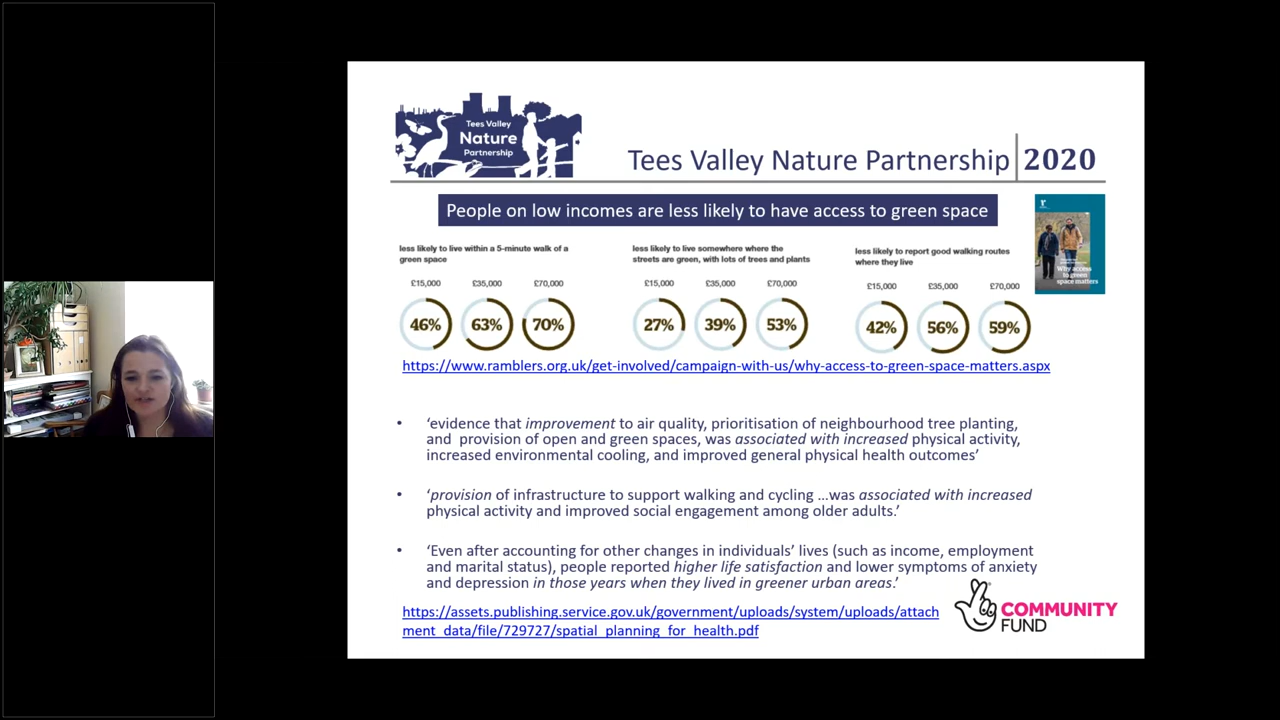 Tees Valley
Nature
Partnership
Tees Valley Nature Partnership 2020
People on low incomes are less likely to have access to green space
less likely to live within a 5-minute walk of a
green space
£15,000 £35,000 £70,000
46% 63% 70%
less likely to live somewhere where the
streets are green, with lots of trees and plants
£15,000 £35,000 £70,000
27% 39% 53%
less likely to report good walking routes
where they live
£15,000 £35,000 £70,000
42% 56% 59%
Why access
to green
space matters
https://www.ramblers.org.uk/get-involved/campaign-with-us/why-access-to-green-space-matters.aspx
• ‘evidence that improvement to air quality, prioritisation of neighbourhood tree planting,
and provision of open and green spaces, was associated with increased physical activity,
increased environmental cooling, and improved general physical health outcomes’
• ‘provision of infrastructure to support walking and cycling …was associated with increased
physical activity and improved social engagement among older adults.’
• ‘Even after accounting for other changes in individuals’ lives (such as income, employment
and marital status), people reported higher life satisfaction and lower symptoms of anxiety
and depression in those years when they lived in greener urban areas.’
https://assets.publishing.service.gov.uk/government/uploads/system/uploads/attach
ment_data/file/729727/spatial_planning_for_health.pdf
COMMUNITY
FUND